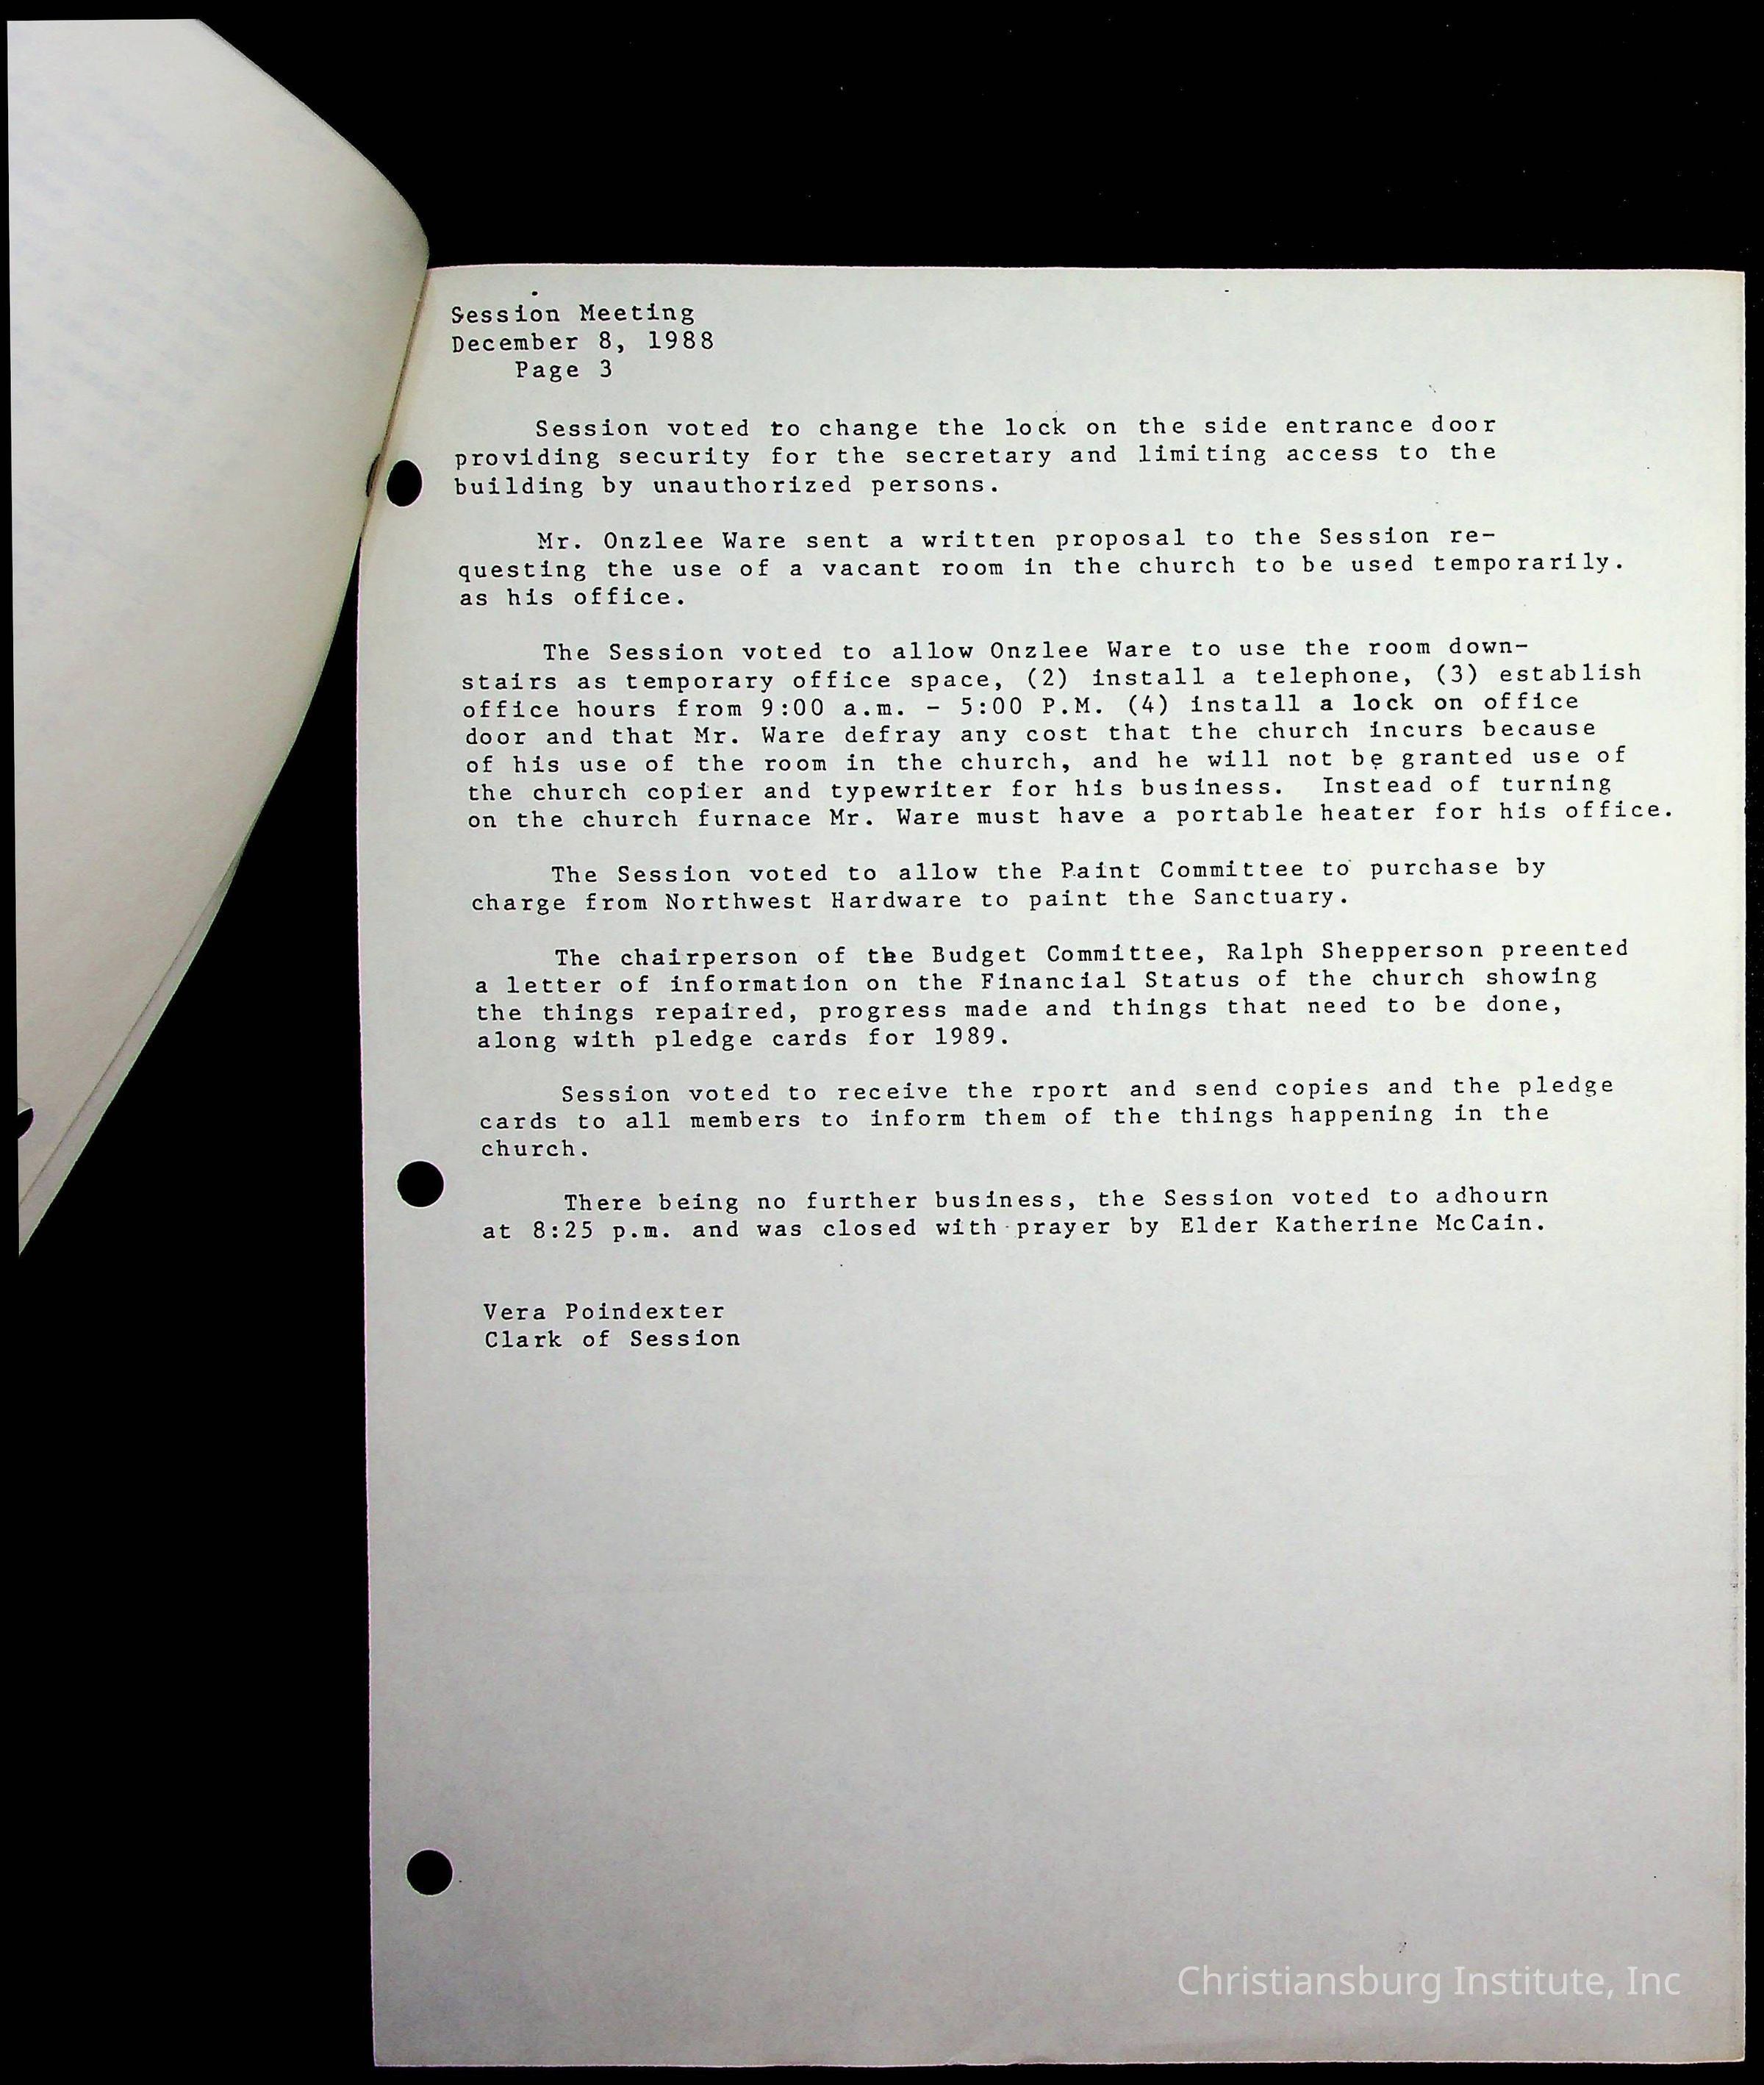 Session Meeting
December 8, 1988
Page 3
Session voted to change the lock on the side entrance door
providing security for the secretary and limiting access to the
building by unauthorized persons.
Mr. Onzlee Ware sent a written proposal to the Session re-
questing the use of a vacant room in the church to be used temporarily.
as his office.
The Session voted to allow Onzlee Ware to use the room down-
stairs as temporary office space, (2) install a telephone, (3) establish
office hours from 9:00 a.m. - 5:00 P.M. (4) install a lock on office
door and that Mr. Ware defray any cost that the church incurs because
of his use of the room in the church, and he will not be granted use of
the church copier and typewriter for his business. Instead of turning
on the church furnace Mr. Ware must have a portable heater for his office.
The Session voted to allow the Paint Committee to purchase by
charge from Northwest Hardware to paint the Sanctuary.
The chairperson of the Budget Committee, Ralph Shepperson preented
a letter of information on the Financial Status of the church showing
the things repaired, progress made and things that need to be done,
along with pledge cards for 1989.
Session voted to receive the rport and send copies and the pledge
cards to all members to inform them of the things happening in the
church.
There being no further business, the Session voted to adhourn
at 8:25 p.m. and was closed with prayer by Elder Katherine McCain.
Vera Poindexter
Clark of Session
Christiansburg Institute, Inc